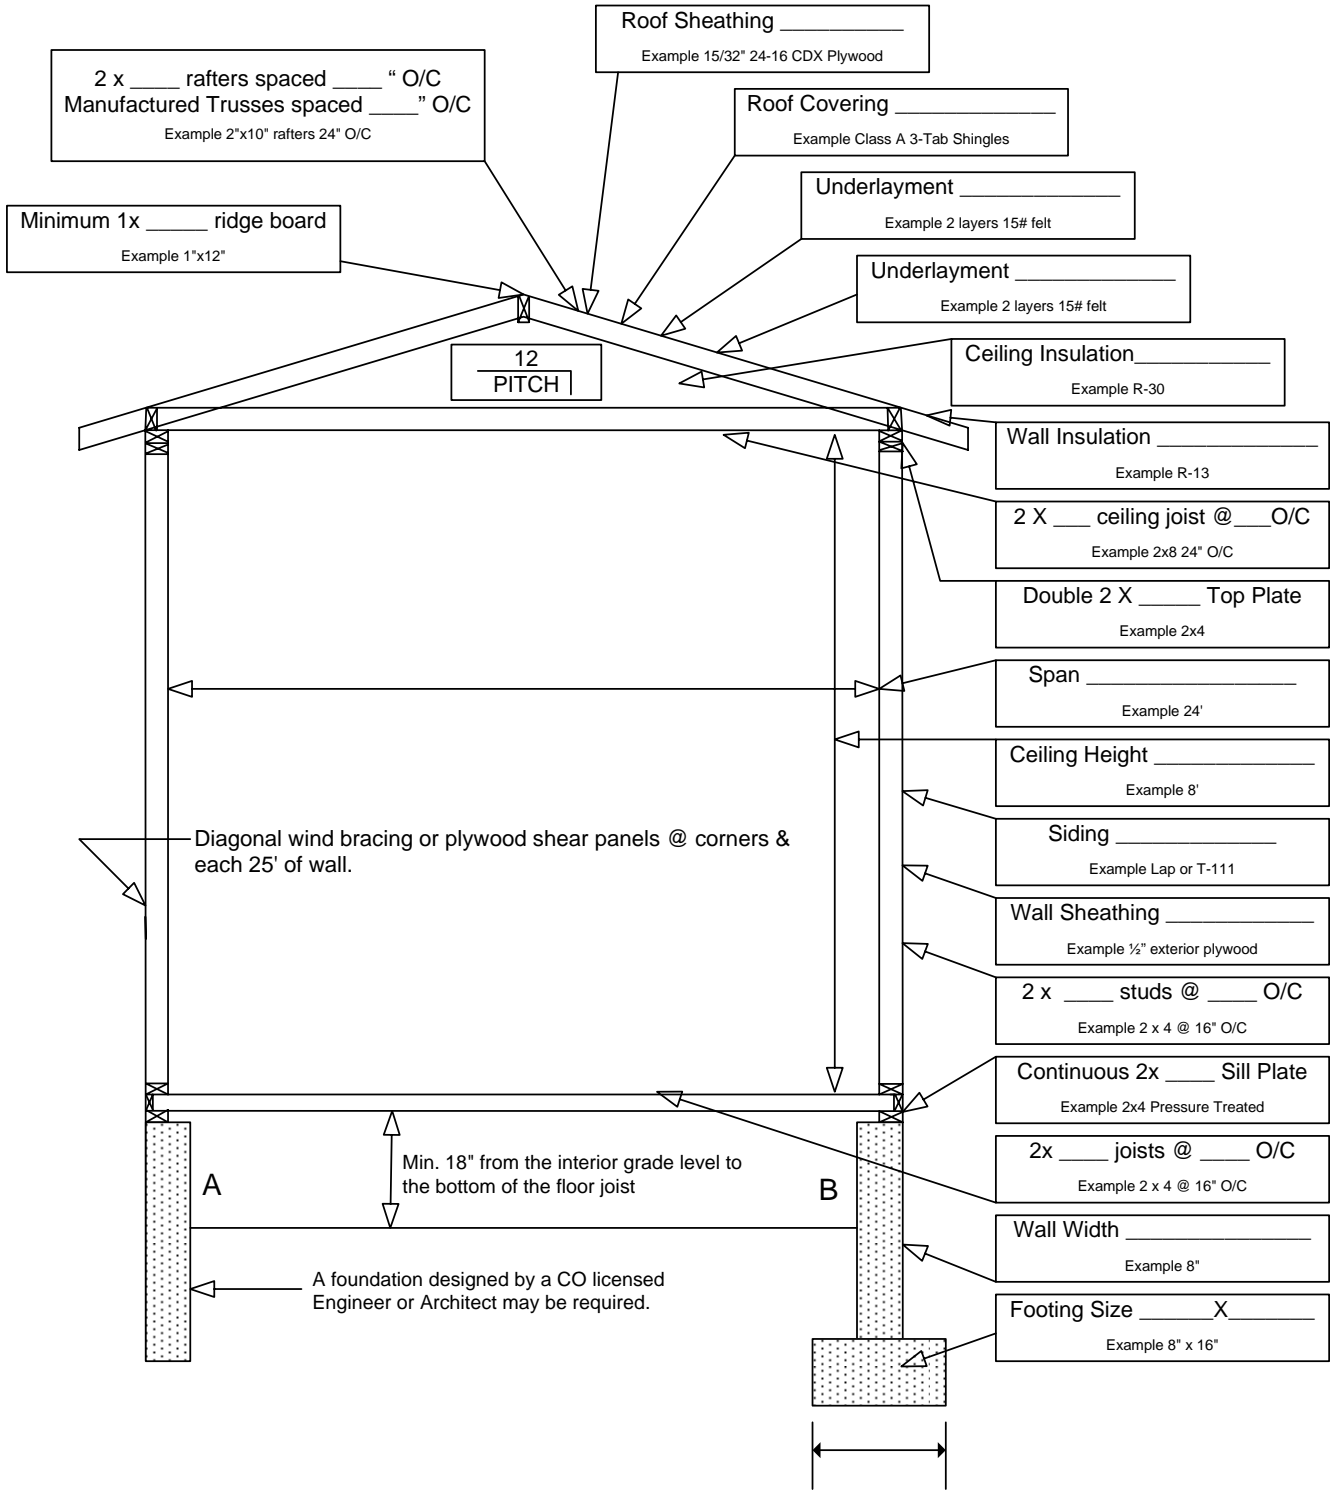 Roof Sheathing __________
Example 15/32" 24-16 CDX Plywood
2 x ____ rafters spaced ____ “ O/C
Manufactured Trusses spaced ____” O/C
Example 2"x10" rafters 24" O/C
Roof Covering _____________
Example Class A 3-Tab Shingles
Underlayment _____________
Example 2 layers 15# felt
Minimum 1x _____ ridge board
Example 1"x12"
Underlayment _____________
Example 2 layers 15# felt
12
PITCH
Ceiling Insulation___________
Example R-30
Wall Insulation _____________
Example R-13
2 X ___ ceiling joist @___O/C
Example 2x8 24" O/C
Double 2 X _____ Top Plate
Example 2x4
Span _________________
Example 24'
Ceiling Height _____________
Example 8'
Diagonal wind bracing or plywood shear panels @ corners &
each 25' of wall.
Siding _____________
Example Lap or T-111
Wall Sheathing ____________
Example ½” exterior plywood
2 x ____ studs @ ____ O/C
Example 2 x 4 @ 16" O/C
Continuous 2x ____ Sill Plate
Example 2x4 Pressure Treated
2x ____ joists @ ____ O/C
Example 2 x 4 @ 16" O/C
Min. 18" from the interior grade level to
the bottom of the floor joist
A
B
Wall Width _______________
Example 8"
A foundation designed by a CO licensed
Engineer or Architect may be required.
Footing Size ______X_______
Example 8" x 16"